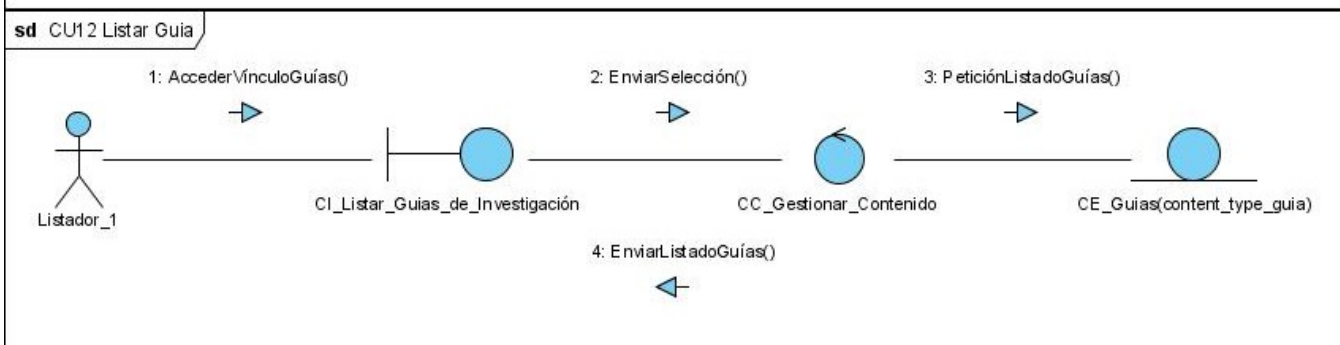 sd CU12 Listar Guia
1: AccederVínculoGuías()
2: EnviarSelección()
3: PeticiónListadoGuías()
Listador_1
CI_Listar_Guias_de_Investigación
CC_Gestionar_Contenido
CE_Guias(content_type_guia)
4: EnviarListadoGuías()